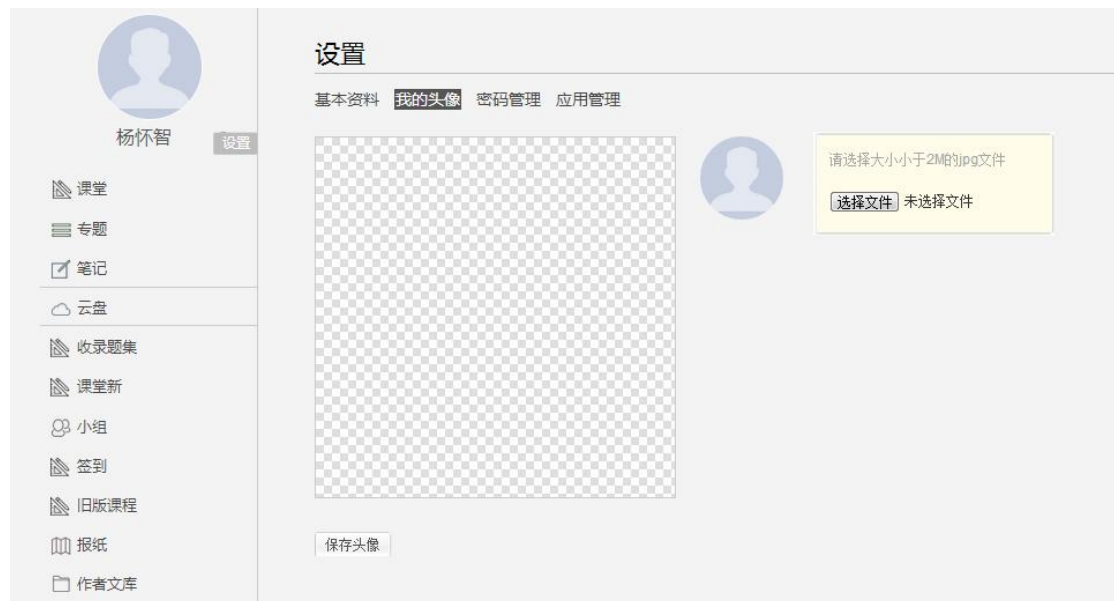 杨怀智
设置
课堂
专题
笔记
云盘
收录题集
课堂新
小组
签到
旧版课程
报纸
作者文库
设置
基本资料 我的头像 密码管理 应用管理
请选择大小小于2M的jpg文件
选择文件 未选择文件
保存头像